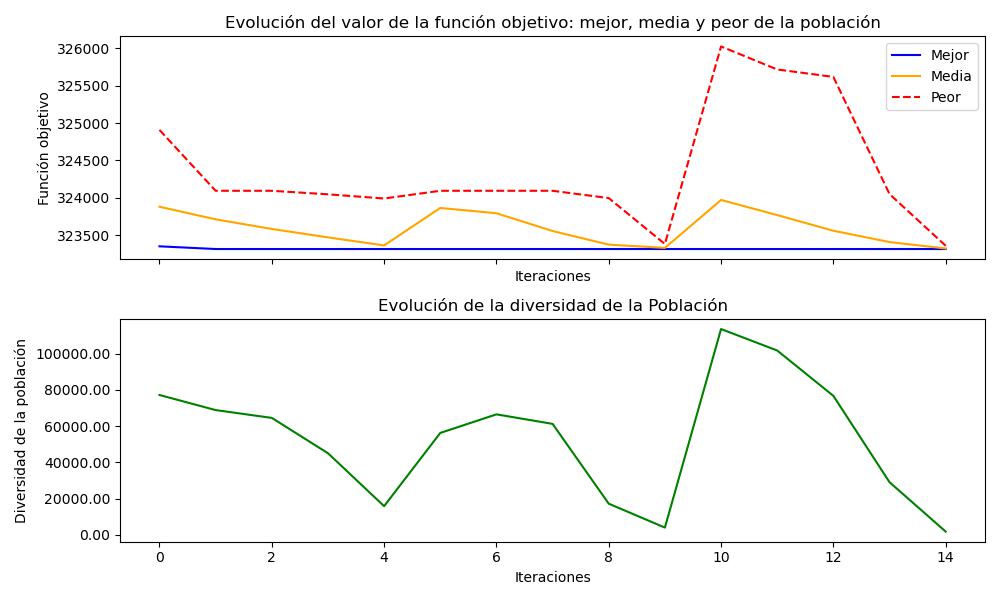 Evolución del valor de la función objetivo: mejor, media y peor de la población
326000
325500
325000
324500
324000
323500
Función objetivo
Mejor
Media
Peor
Iteraciones
Evolución de la diversidad de la Población
100000.00
80000.00
60000.00
40000.00
20000.00
0.00
Diversidad de la población
0 2 4 6 8 10 12 14
Iteraciones